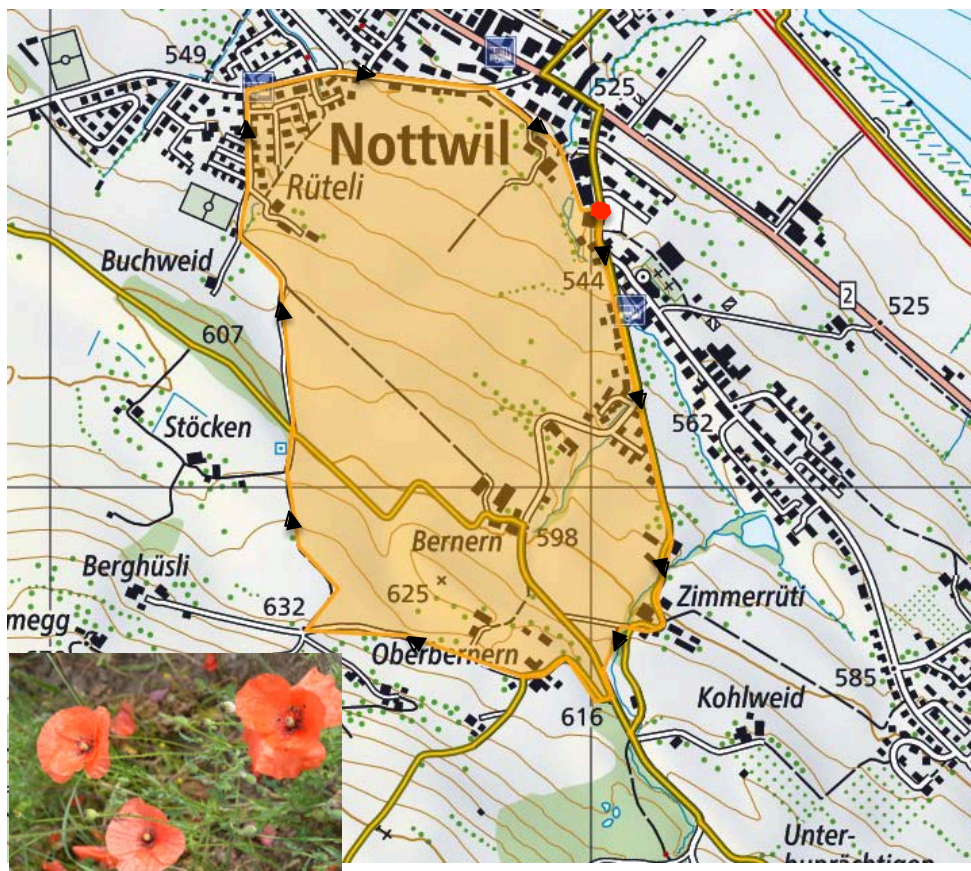 549
525
Nottwil
Rüteli
Buchweid
544
2
525
607
Stöcken
562
Bernern
598
Berghüsli
625
Zimmerrüti
632
megg
Oberbernern
585
Kohlweid
616
Unter-